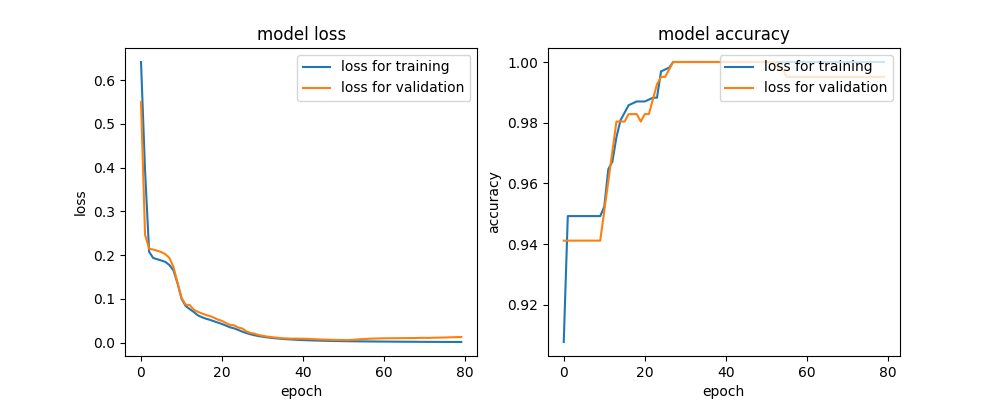 model loss
loss
0.6
0.5
0.4
0.3
0.2
0.1
0.0
loss for training
loss for validation
0
20
40
60
80
epoch
model accuracy
accuracy
1.00
0.98
0.96
0.94
0.92
loss for training
loss for validation
0
20
40
60
80
epoch